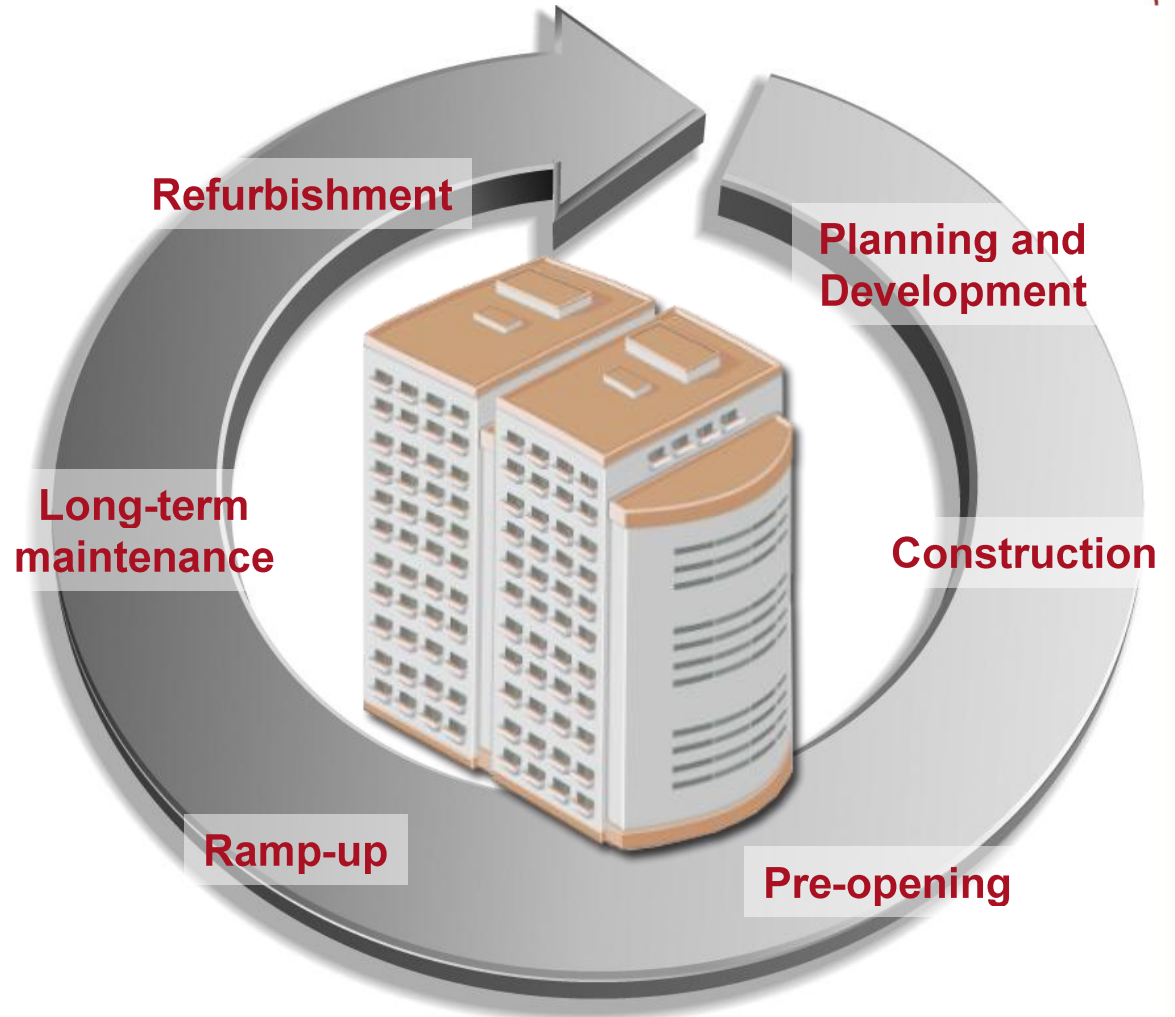 Refurbishment
Planning and
Development
Long-term
maintenance
Construction
Ramp-up
Pre-opening